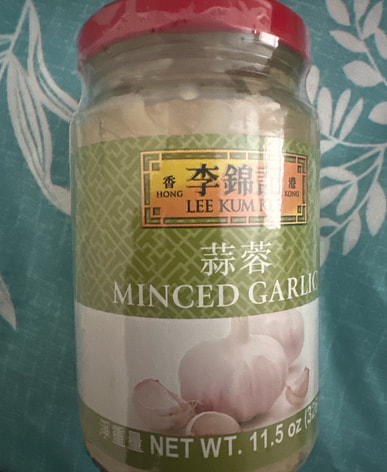 香 李錦記 港
HONG LEE KUM KEE KONG
蒜蓉
MINCED GARLIC
淨重量 NET WT. 11.5 oz